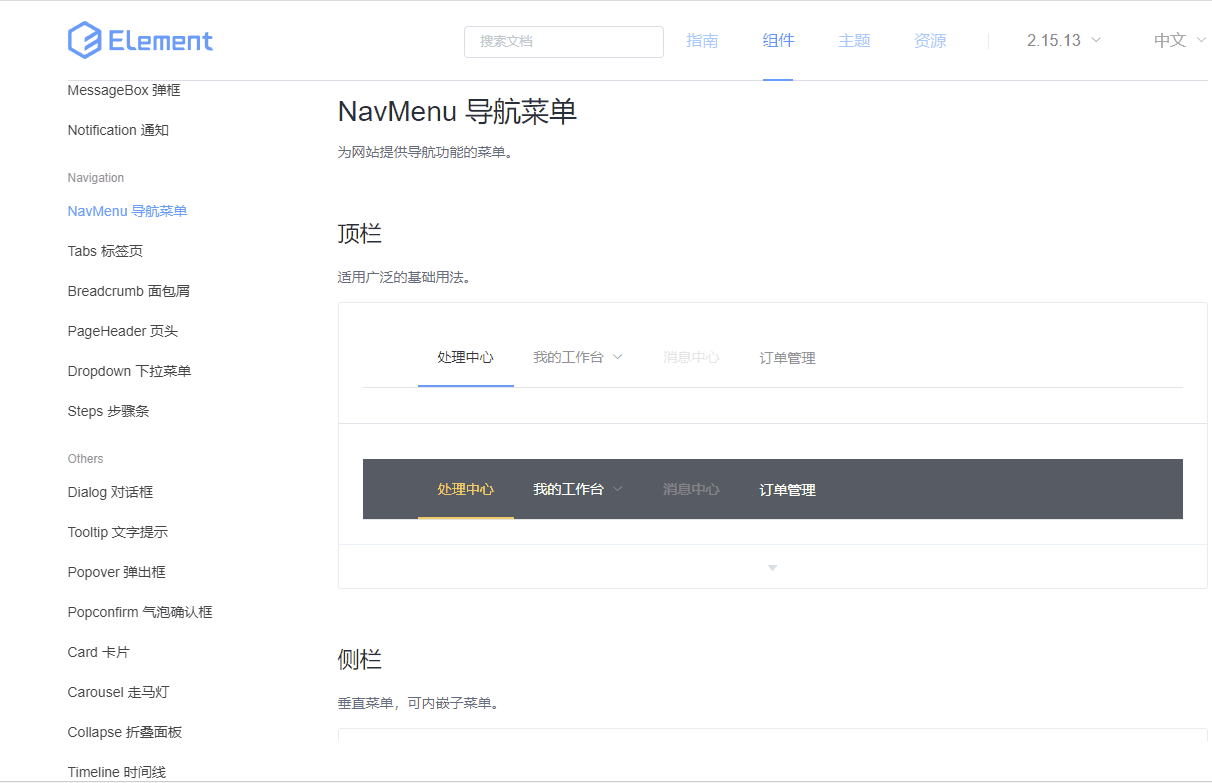 Element
搜索文档
指南
组件
主题
资源
2.15.13
中文
MessageBox 弹框
Notification 通知
Navigation
NavMenu 导航菜单
Tabs 标签页
Breadcrumb 面包屑
PageHeader 页头
Dropdown 下拉菜单
Steps 步骤条
Others
Dialog 对话框
Tooltip 文字提示
Popover 弹出框
Popconfirm 气泡确认框
Card 卡片
Carousel 走马灯
Collapse 折叠面板
Timeline 时间线
NavMenu 导航菜单
为网站提供导航功能的菜单。
顶栏
适用广泛的基础用法。
处理中心
我的工作台
消息中心
订单管理
处理中心
我的工作台
消息中心
订单管理
侧栏
垂直菜单，可内嵌子菜单。